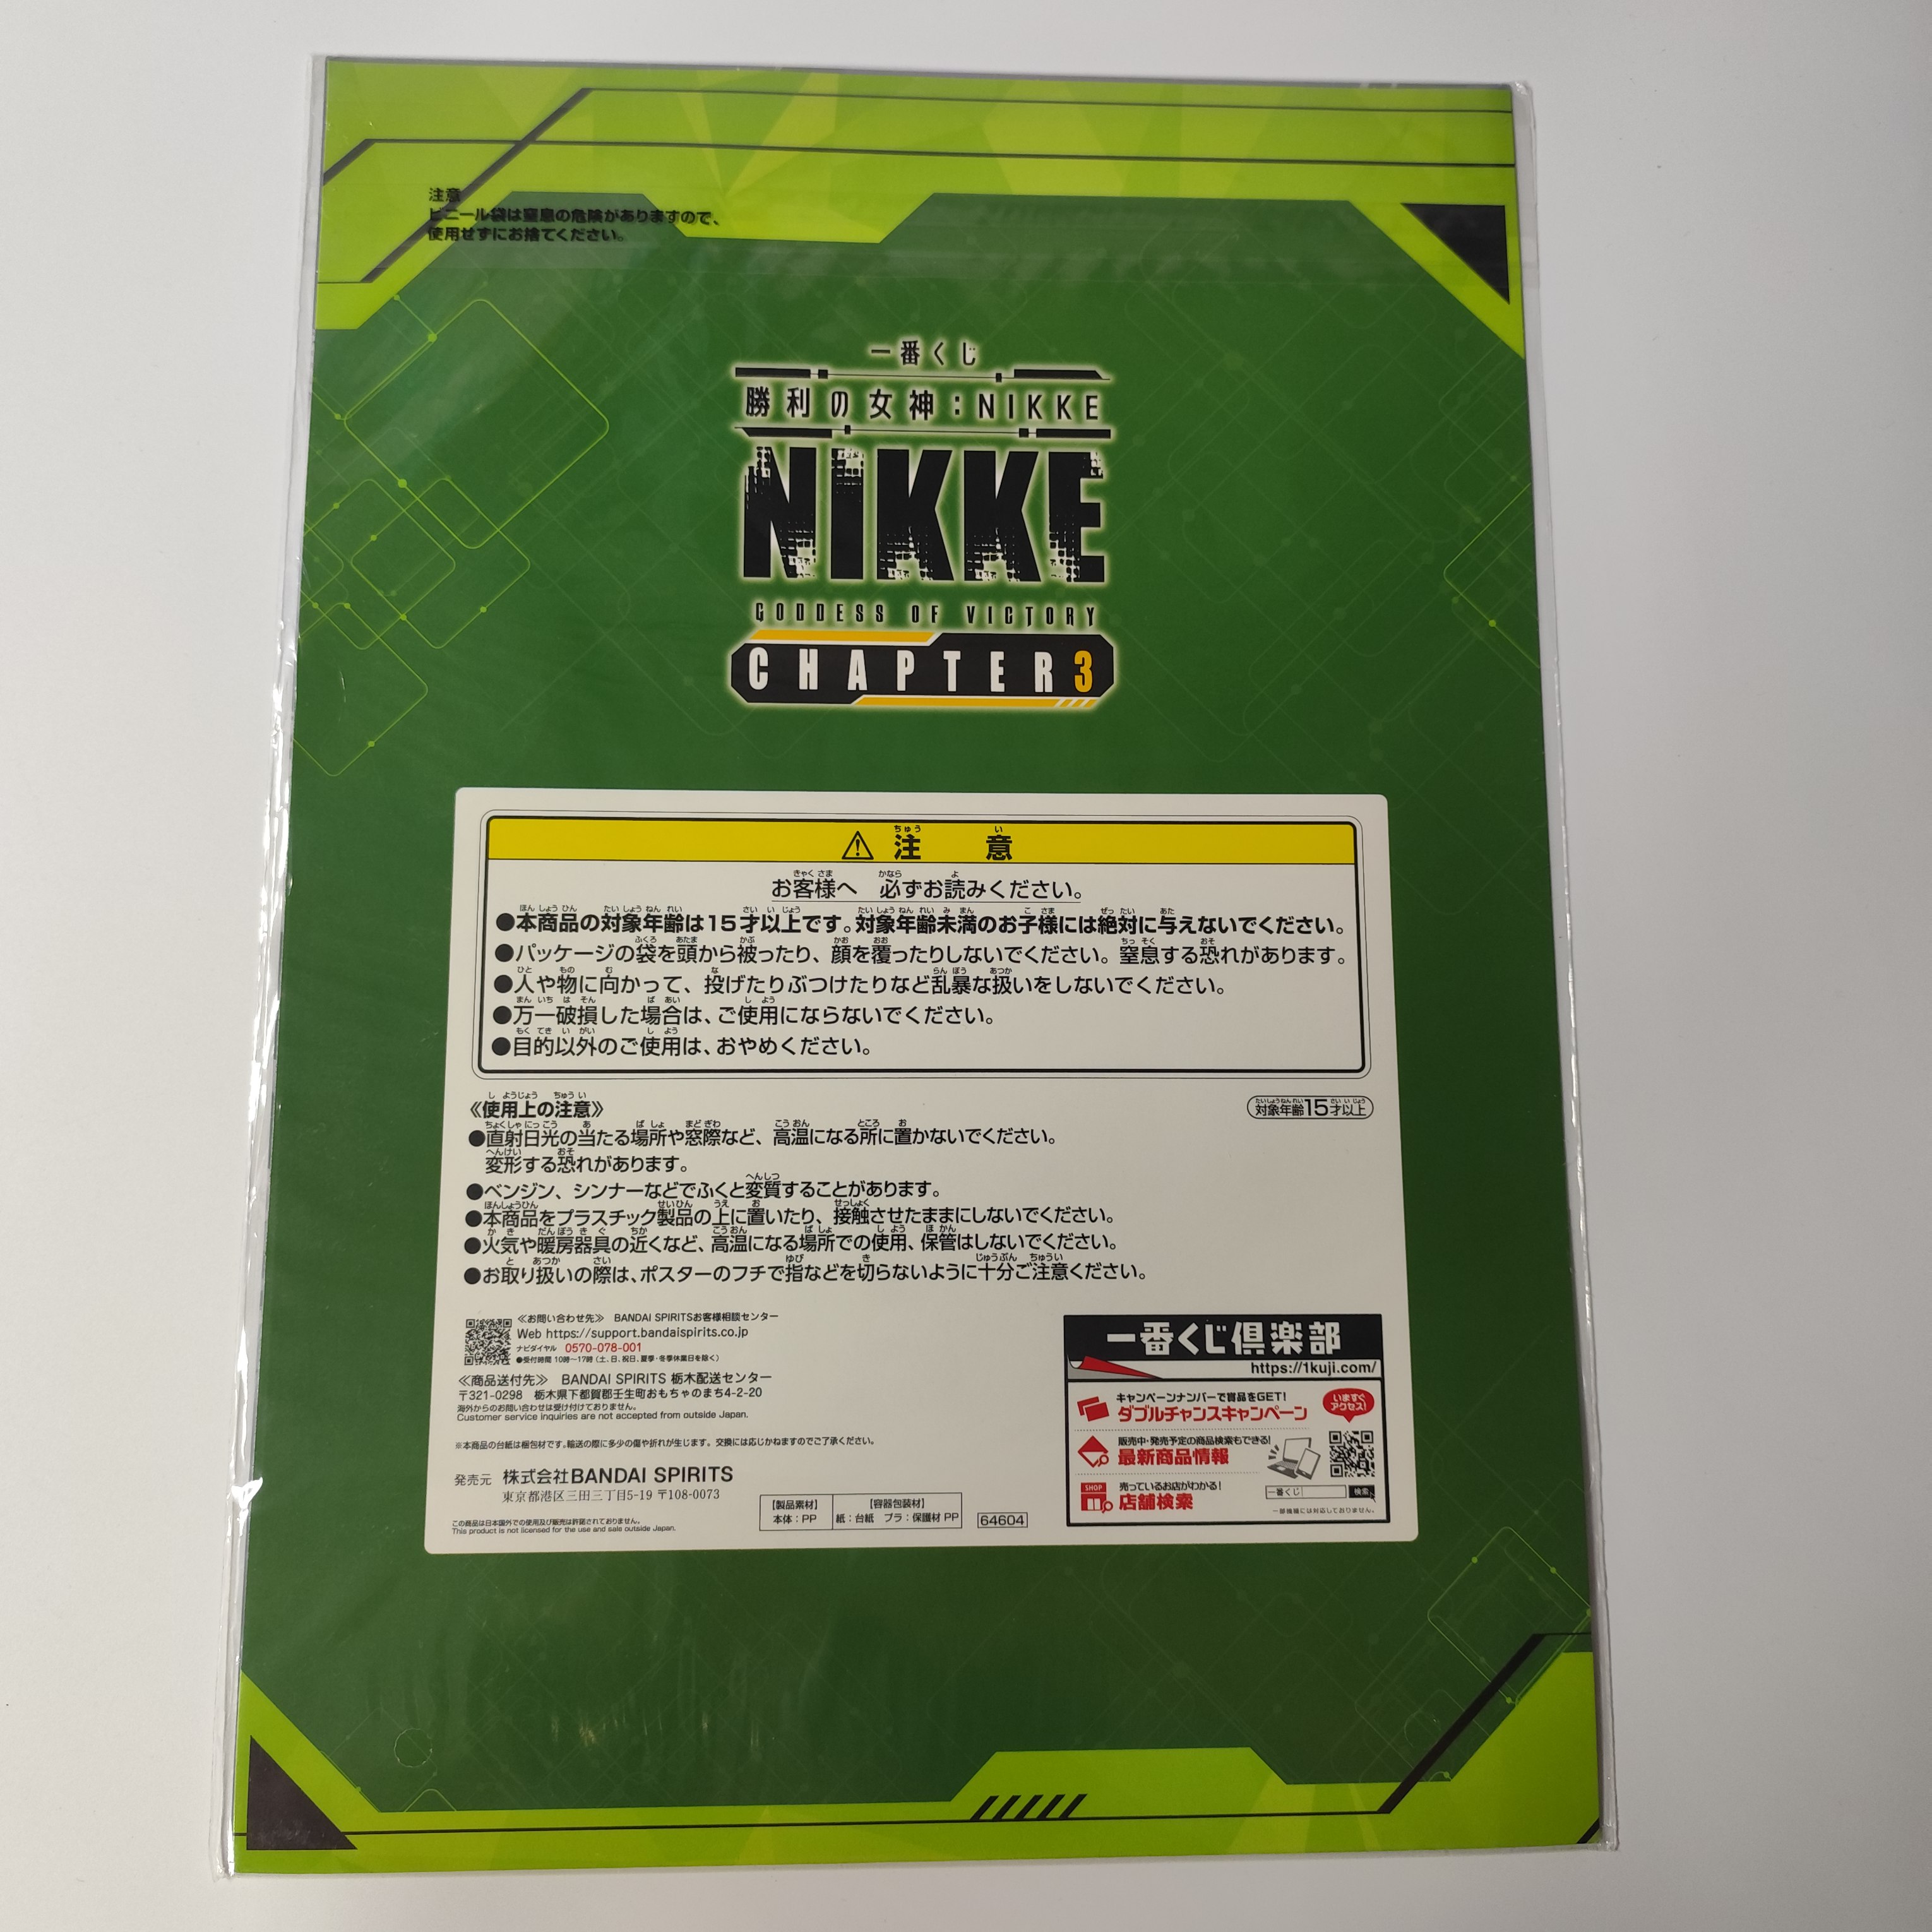 注意
ビニール袋は窒息の危険がありますので、
使用せずにお捨てください。
一番くじ
勝利の女神：NIKKE
NIKKE
GODDESS OF VICTORY
CHAPTER3
⚠ 注意
お客様へ 必ずお読みください。
●本商品の対象年齢は15才以上です。対象年齢未満のお子様には絶対に与えないでください。
●パッケージの袋を頭から被ったり、顔を覆ったりしないでください。窒息する恐れがあります。
●人や物に向かって、投げたりぶつけたりなど乱暴な扱いをしないでください。
●万一破損した場合は、ご使用にならないでください。
●目的以外のご使用は、おやめください。
《使用上の注意》
対象年齢15才以上
●直射日光の当たる場所や窓際など、高温になる所に置かないでください。
変形する恐れがあります。
●ベンジン、シンナーなどでふくと変質することがあります。
●本商品をプラスチック製品の上に置いたり、接触させたままにしないでください。
●火気や暖房器具の近くなど、高温になる場所での使用、保管はしないでください。
●お取り扱いの際は、ポスターのフチで指などを切らないように十分ご注意ください。
≪お問い合わせ先≫ BANDAI SPIRITSお客様相談センター
Web https://support.bandaispirits.co.jp
ナビダイヤル 0570-078-001
●受付時間 10時～17時（土、日、祝日、夏季・冬季休業日を除く）
≪商品送付先≫ BANDAI SPIRITS 栃木配送センター
〒321-0298 栃木県下都賀郡壬生町おもちゃのまち4-2-20
海外からのお問い合わせは受け付けておりません。
Customer service inquiries are not accepted from outside Japan.
※本商品の台紙は梱包材です。輸送の際に多少の傷や折れが生じます。交換には応じかねますのでご了承ください。
発売元 株式会社BANDAI SPIRITS
東京都港区三田三丁目5-19 〒108-0073
この商品は日本国外での使用及び販売は許諾されておりません。
This product is not licensed for the use and sale outside Japan.
【製品素材】
本体：PP
【容器包装材】
紙：台紙 プラ：保護材 PP
64604
一番くじ倶楽部
https://1kuji.com/
キャンペーンナンバーで賞品をGET!
ダブルチャンスキャンペーン
いますぐ
アクセス!
販売中・発売予定の商品検索もできる!
最新商品情報
SHOP
売っているお店がわかる!
店舗検索
一番くじ 検索
一部機種には対応しておりません。